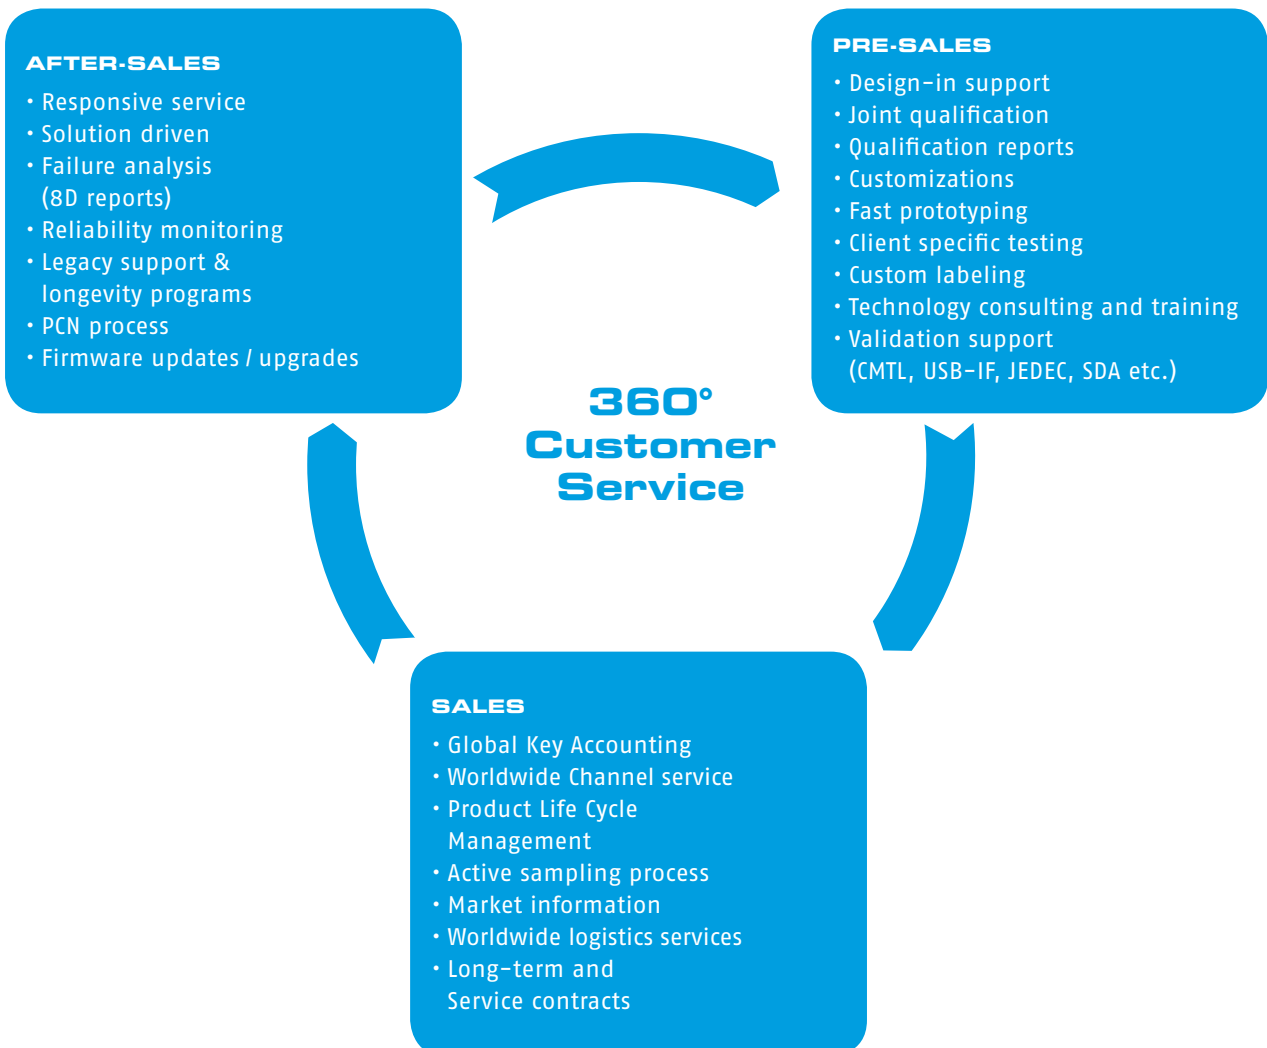 AFTER-SALES
• Responsive service
• Solution driven
• Failure analysis
(8D reports)
• Reliability monitoring
• Legacy support &
longevity programs
• PCN process
• Firmware updates / upgrades
PRE-SALES
• Design-in support
• Joint qualification
• Qualification reports
• Customizations
• Fast prototyping
• Client specific testing
• Custom labeling
• Technology consulting and training
• Validation support
(CMTL, USB-IF, JEDEC, SDA etc.)
360°
Customer
Service
SALES
• Global Key Accounting
• Worldwide Channel service
• Product Life Cycle
Management
• Active sampling process
• Market information
• Worldwide logistics services
• Long-term and
Service contracts